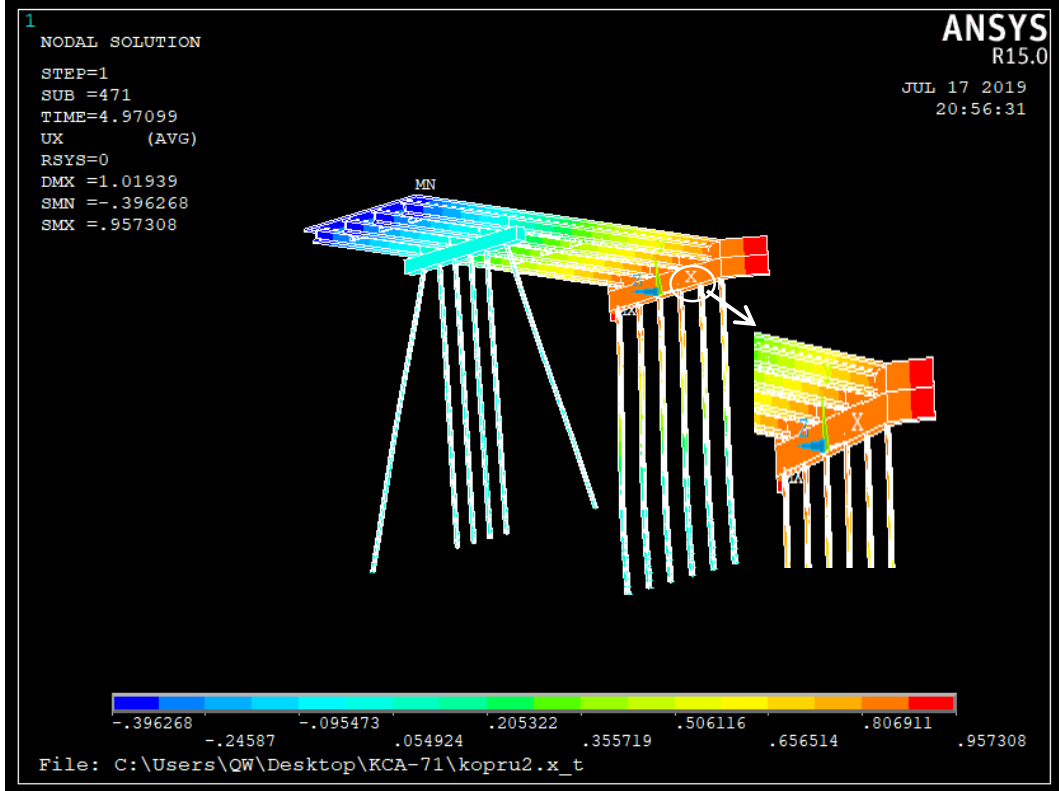 1
NODAL SOLUTION
STEP=1
SUB =471
TIME=4.97099
UX (AVG)
RSYS=0
DMX =1.01939
SMN =-.396268
SMX =.957308
ANSYS
R15.0
JUL 17 2019
20:56:31
MN
X
X
-.396268 -.095473 .205322 .506116 .806911
-.24587 .054924 .355719 .656514 .957308
File: C:\Users\QW\Desktop\KCA-71\kopru2.x_t